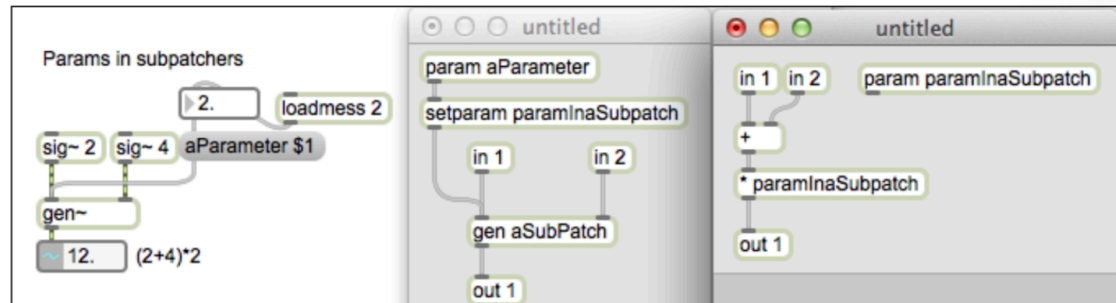 Params in subpatchers
2.
loadmess 2
sig~ 2
sig~ 4
aParameter $1
gen~
12.
(2+4)*2
untitled
param aParameter
setparam paramInaSubpatch
in 1
in 2
gen aSubPatch
out 1
untitled
in 1
in 2
param paramInaSubpatch
+
* paramInaSubpatch
out 1